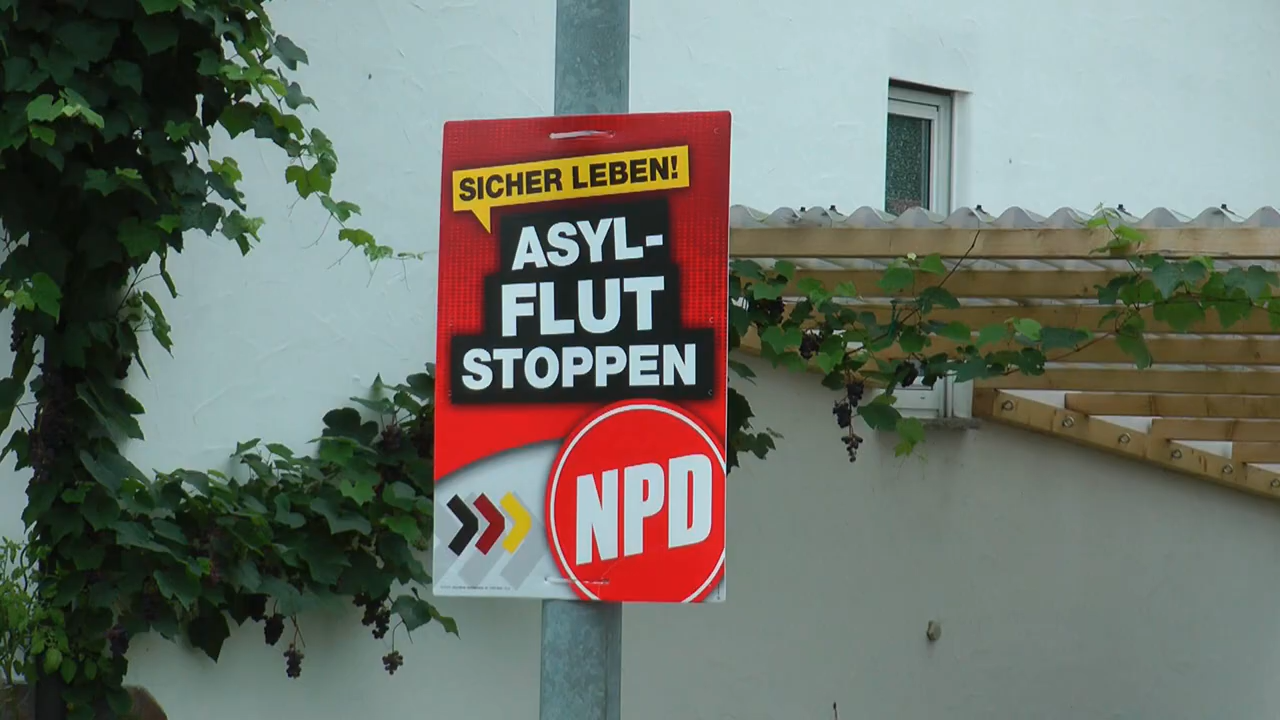 SICHER LEBEN!
ASYL-
FLUT
STOPPEN
NPD